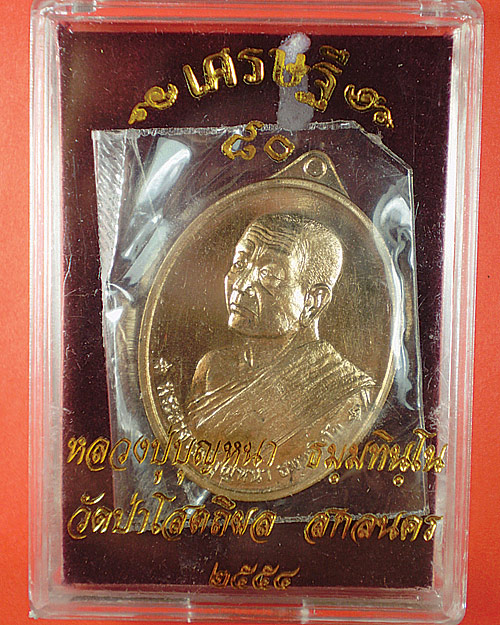 เศรษฐี
๕๐
หลวงปู่บุญหนา ธมฺมทินฺโน
วัดป่าโสตถิผล สกลนคร
๒๕๕๔